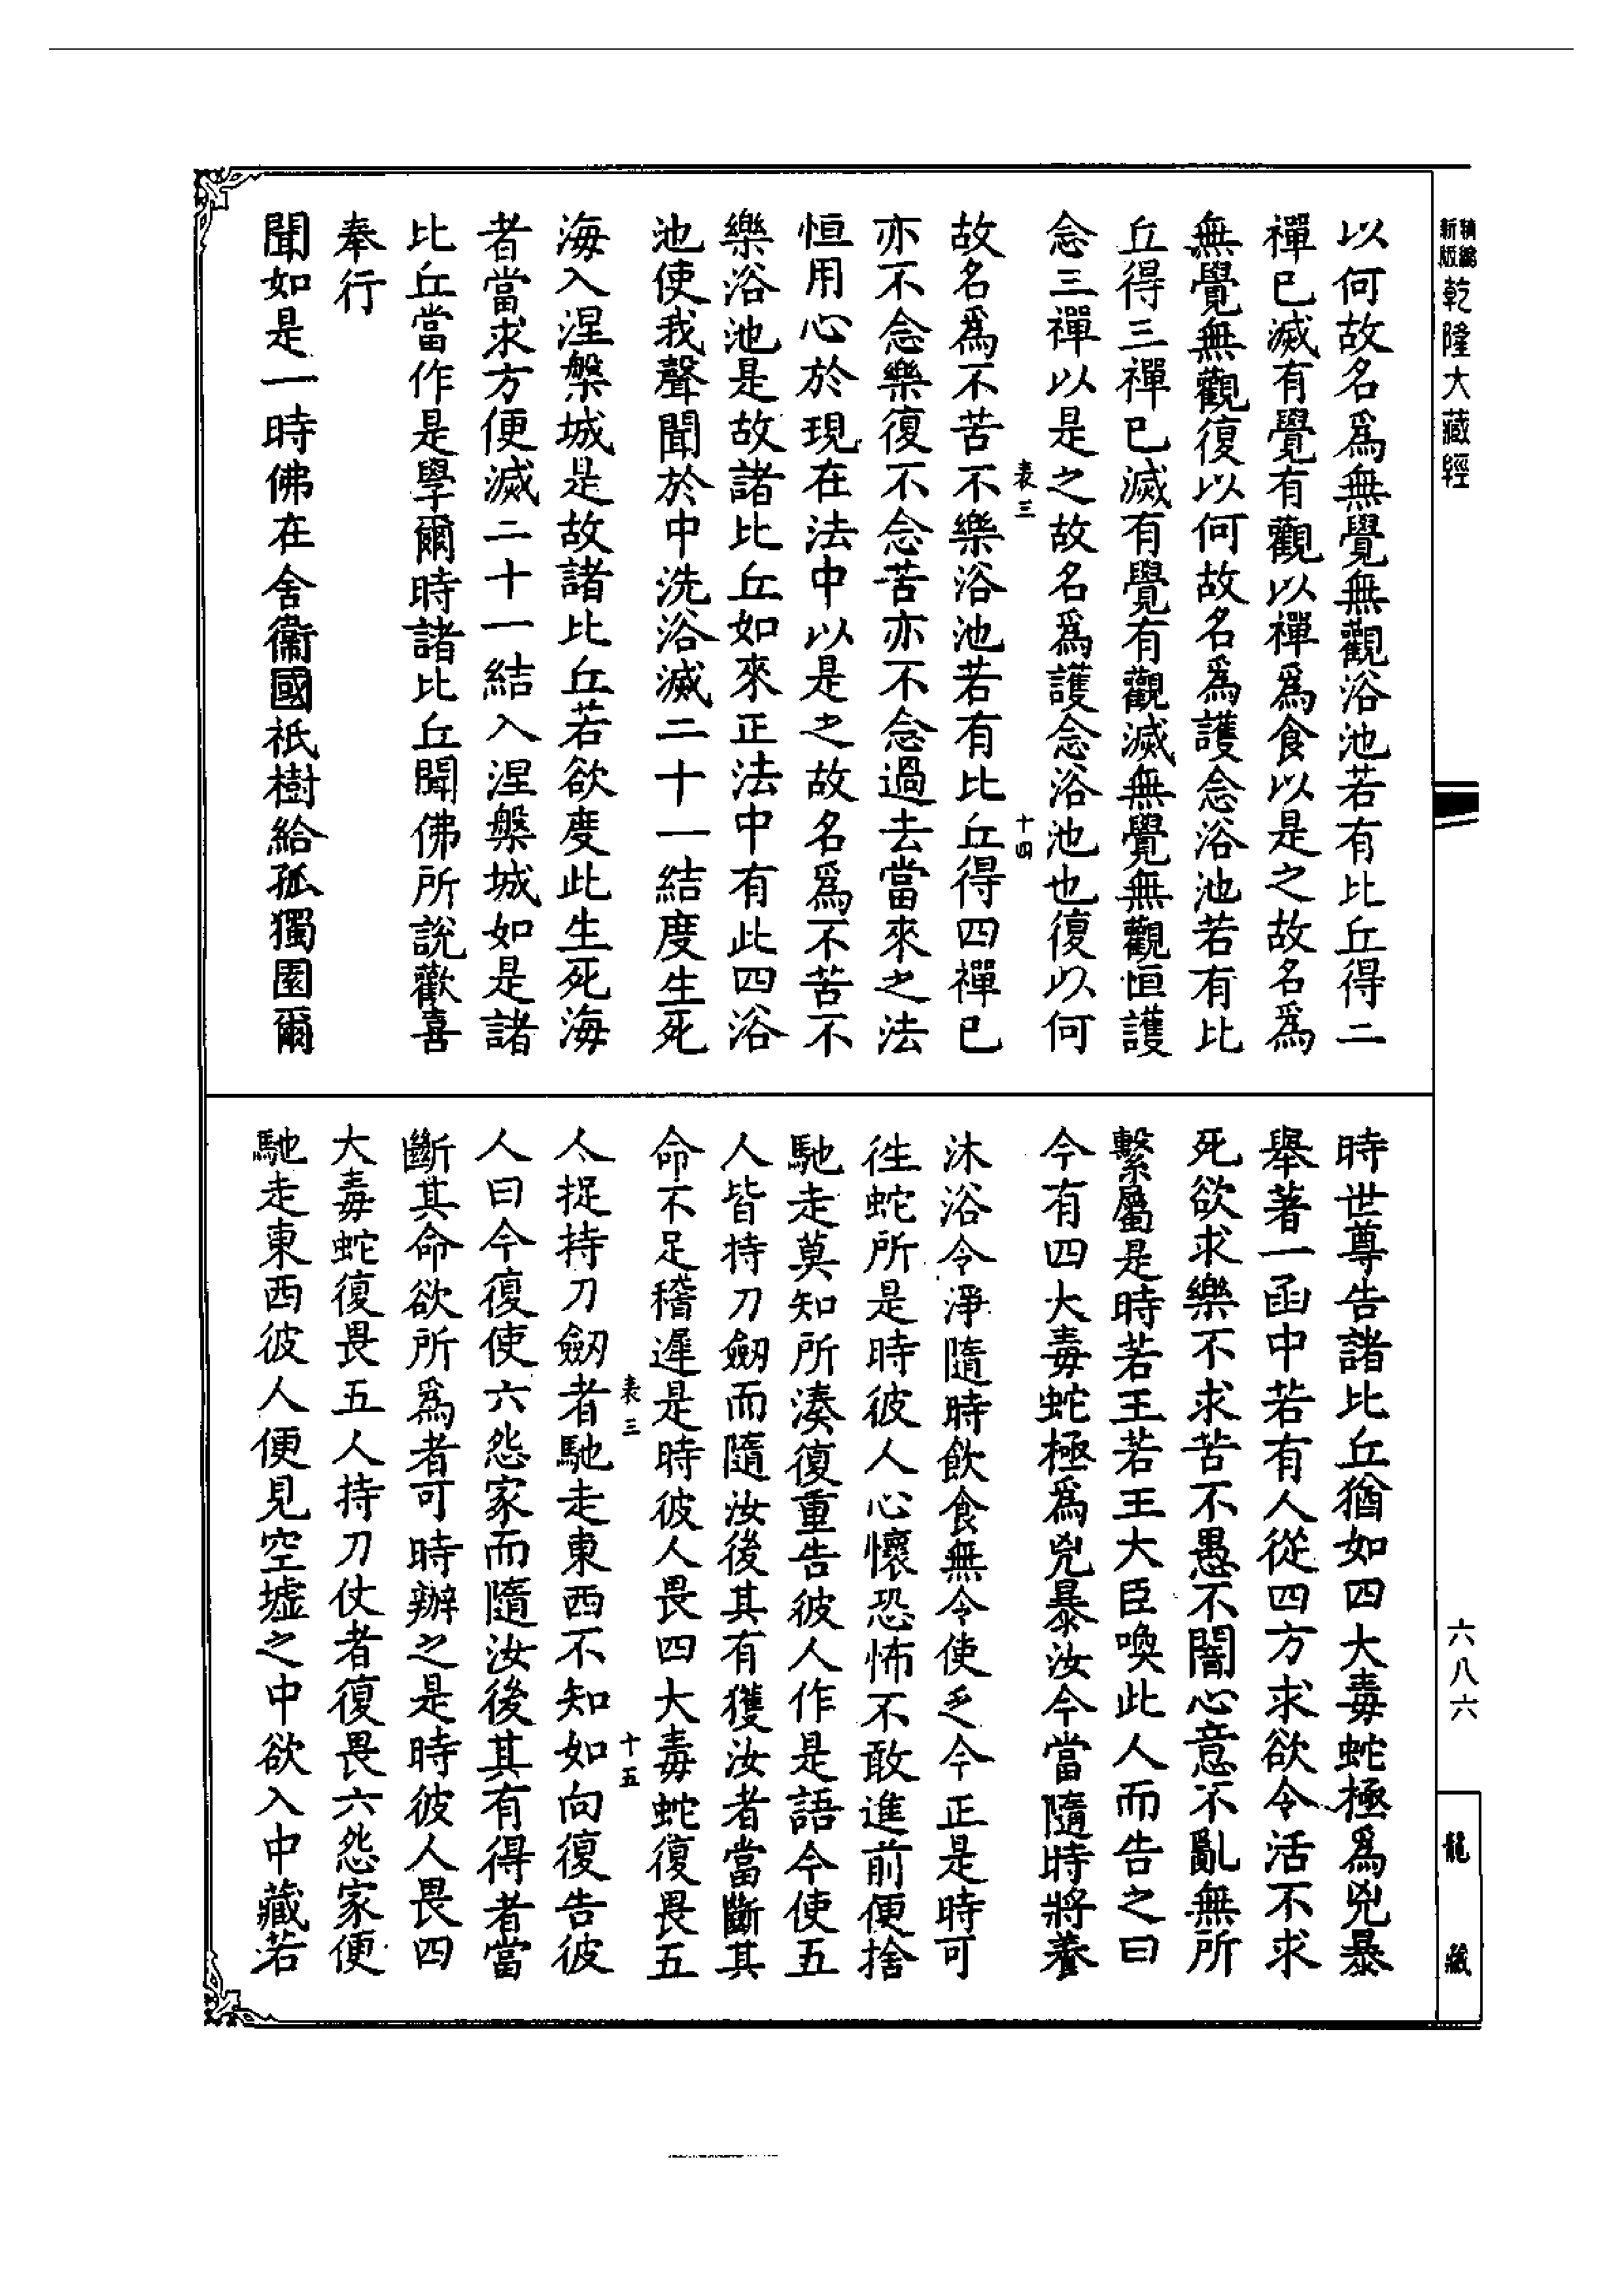 新版
精編
乾隆大藏經
以何故名爲無覺無觀浴池若有比丘得二
禪已滅有覺有觀以禪爲食以是之故名爲
無覺無觀復以何故名爲護念浴池若有比
丘得三禪已滅有覺有觀滅無覺無觀恒護
念三禪以是之故名爲護念浴池也復以何
表三
十四
故名爲不苦不樂浴池若有比丘得四禪已
亦不念樂復不念苦亦不念過去當來之法
恒用心於現在法中以是之故名爲不苦不
樂浴池是故諸比丘如來正法中有此四浴
池使我聲聞於中洗浴滅二十一結度生死
海入涅槃城是故諸比丘若欲度此生死海
者當求方便滅二十一結入涅槃城如是諸
比丘當作是學爾時諸比丘聞佛所說歡喜
奉行
聞如是一時佛在舍衞國祇樹給孤獨園爾
時世尊告諸比丘猶如四大毒蛇極爲兇暴
舉著一函中若有人從四方求欲令活不求
死欲求樂不求苦不愚不闇心意不亂無所
繫屬是時若王若王大臣喚此人而告之曰
今有四大毒蛇極爲兇暴汝今當隨時將養
沐浴令淨隨時飲食無令使乏今正是時可
往蛇所是時彼人心懷恐怖不敢進前便捨
馳走莫知所湊復重告彼人作是語今使五
人皆持刀劒而隨汝後其有獲汝者當斷其
命不足稽遲是時彼人畏四大毒蛇復畏五
表三
十五
人捉持刀劒者馳走東西不知如向復告彼
人曰今復使六怨家而隨汝後其有得者當
斷其命欲所爲者可時辦之是時彼人畏四
大毒蛇復畏五人持刀仗者復畏六怨家便
馳走東西彼人便見空墟之中欲入中藏若
六八六
龍藏